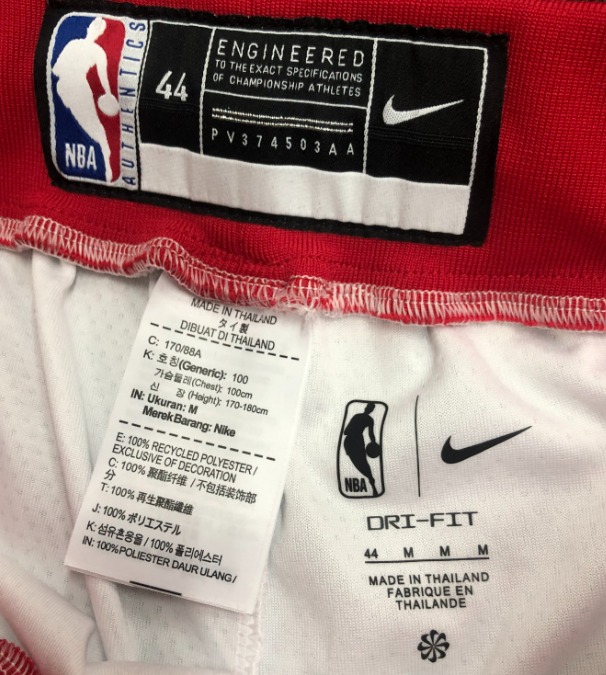 NBA
AUTHENTICS
44
ENGINEERED
TO THE EXACT SPECIFICATIONS
OF CHAMPIONSHIP ATHLETES
PV374503AA
MADE IN THAILAND
タイ製
DIBUAT DI THAILAND
C: 170/88A
K: 호칭(Generic): 100
가슴둘레(Chest): 100cm
신 장 (Height): 170-180cm
IN: Ukuran: M
MerekBarang: Nike
E: 100% RECYCLED POLYESTER /
EXCLUSIVE OF DECORATION
C: 100% 聚酯纤维 / 不包括装饰部
分
T: 100% 再生聚酯纖維
J: 100% ポリエステル
K: 섬유혼용율 / 100% 폴리에스터
IN: 100%POLIESTER DAUR ULANG /
NBA
DRI-FIT
44 M M M
MADE IN THAILAND
FABRIQUE EN
THAILANDE